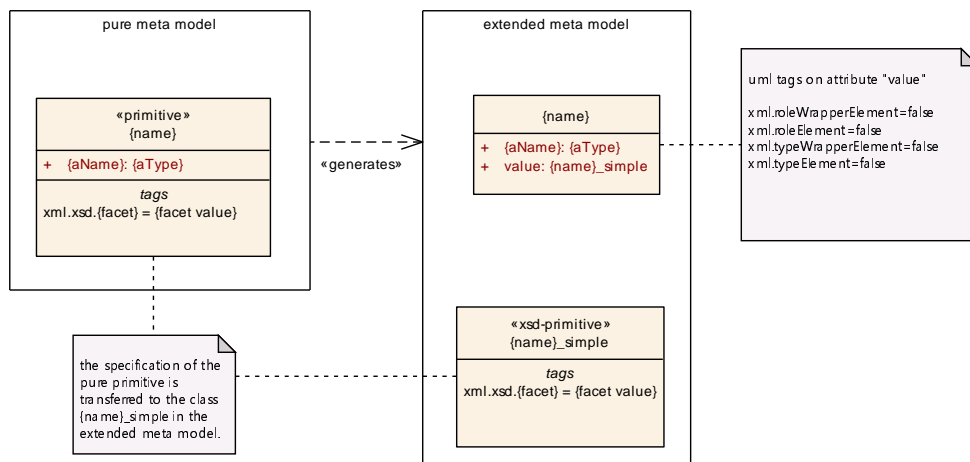 pure meta model
«primitive»
{name}
+ {aName}: {aType}
tags
xml.xsd.{facet} = {facet value}
«generates»
extended meta model
{name}
+ {aName}: {aType}
+ value: {name}_simple
uml tags on attribute "value"
xml.roleWrapperElement=false
xml.roleElement=false
xml.typeWrapperElement=false
xml.typeElement=false
the specification of the
pure primitive is
transferred to the class
{name}_simple in the
extended meta model.
«xsd-primitive»
{name}_simple
tags
xml.xsd.{facet} = {facet value}